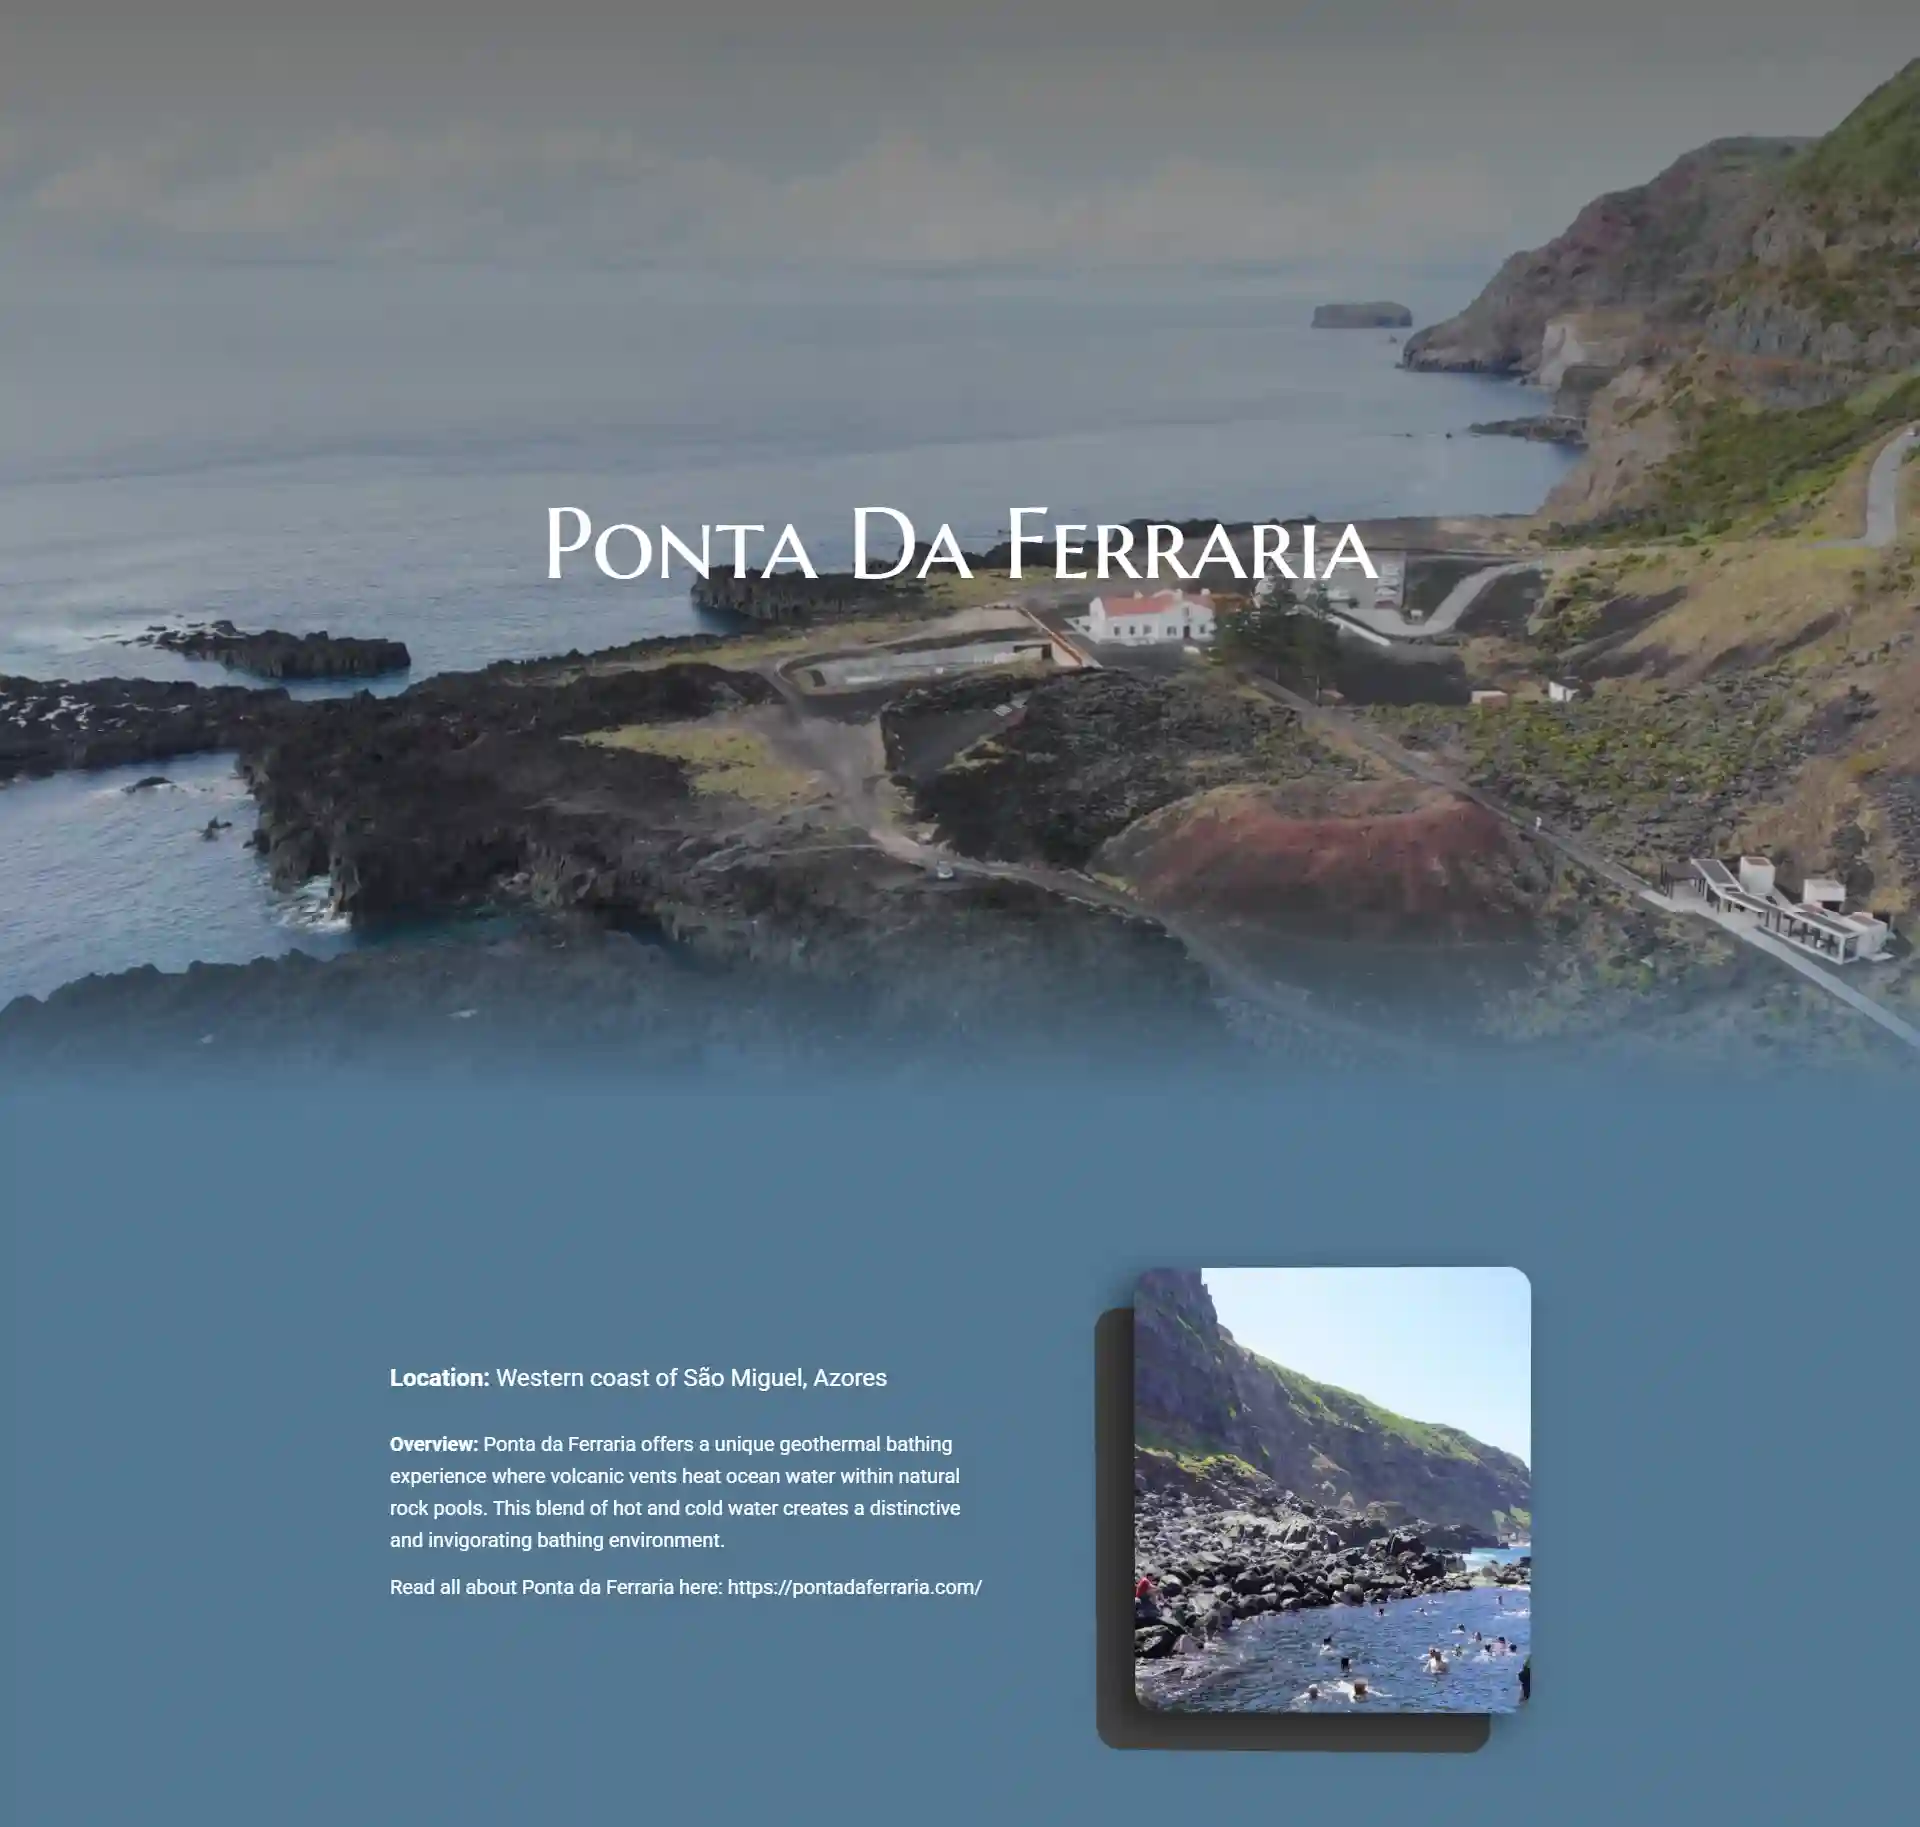 Ponta Da Ferraria
Location: Western coast of São Miguel, Azores
Overview: Ponta da Ferraria offers a unique geothermal bathing
experience where volcanic vents heat ocean water within natural
rock pools. This blend of hot and cold water creates a distinctive
and invigorating bathing environment.
Read all about Ponta da Ferraria here: https://pontadaferraria.com/